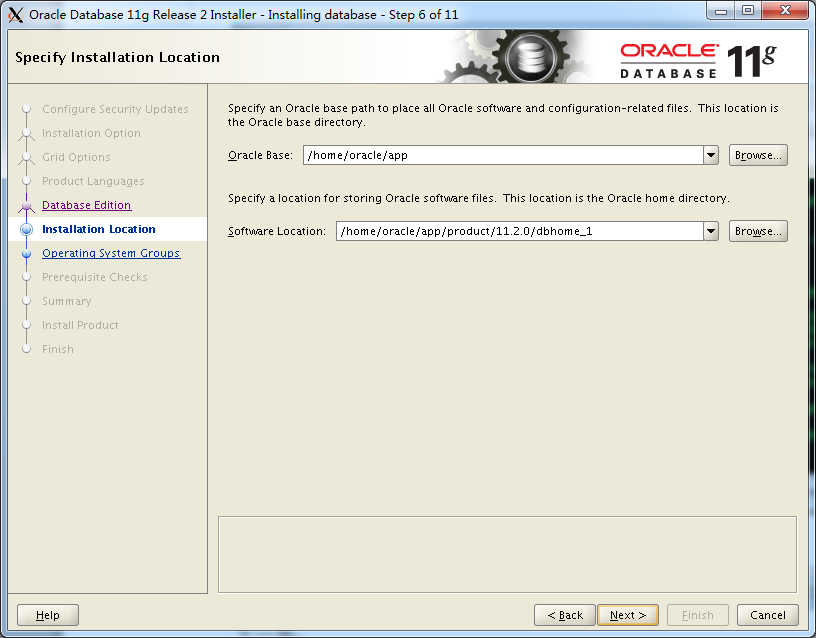 Oracle Database 11g Release 2 Installer - Installing database - Step 6 of 11
Specify Installation Location
ORACLE
DATABASE 11g
Configure Security Updates
Installation Option
Grid Options
Product Languages
Database Edition
Installation Location
Operating System Groups
Prerequisite Checks
Summary
Install Product
Finish
Specify an Oracle base path to place all Oracle software and configuration-related files. This location is
the Oracle base directory.
Oracle Base: /home/oracle/app Browse...
Specify a location for storing Oracle software files. This location is the Oracle home directory.
Software Location: /home/oracle/app/product/11.2.0/dbhome_1 Browse...
Help < Back Next > Finish Cancel